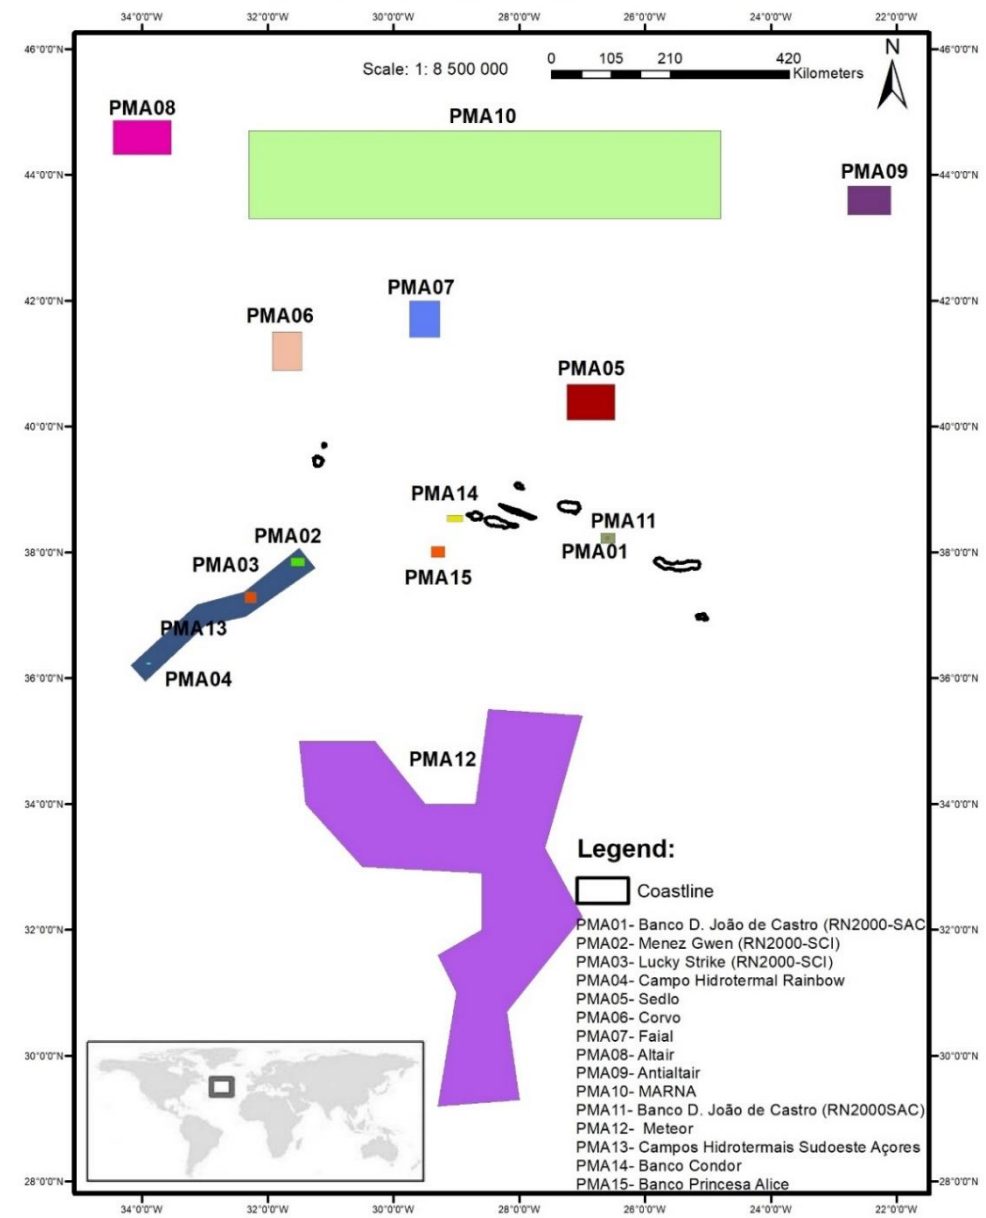 34°0'0"W 32°0'0"W 30°0'0"W 28°0'0"W 26°0'0"W 24°0'0"W 22°0'0"W
46°0'0"N 46°0'0"N
Scale: 1: 8 500 000
0 105 210 420
Kilometers
N
PMA08
PMA10
PMA09
44°0'0"N 44°0'0"N
PMA07
42°0'0"N 42°0'0"N
PMA06
PMA05
40°0'0"N 40°0'0"N
PMA14
PMA11
PMA02
PMA01
38°0'0"N 38°0'0"N
PMA03
PMA15
PMA13
PMA04
36°0'0"N 36°0'0"N
PMA12
34°0'0"N 34°0'0"N
Legend:
Coastline
32°0'0"N 32°0'0"N
PMA01- Banco D. João de Castro (RN2000-SAC
PMA02- Menez Gwen (RN2000-SCI)
PMA03- Lucky Strike (RN2000-SCI)
PMA04- Campo Hidrotermal Rainbow
PMA05- Sedlo
PMA06- Corvo
PMA07- Faial
30°0'0"N 30°0'0"N
PMA08- Altair
PMA09- Antialtair
PMA10- MARNA
PMA11- Banco D. João de Castro (RN2000SAC)
PMA12- Meteor
PMA13- Campos Hidrotermais Sudoeste Açores
PMA14- Banco Condor
PMA15- Banco Princesa Alice
28°0'0"N 28°0'0"N
34°0'0"W 32°0'0"W 30°0'0"W 28°0'0"W 26°0'0"W 24°0'0"W 22°0'0"W